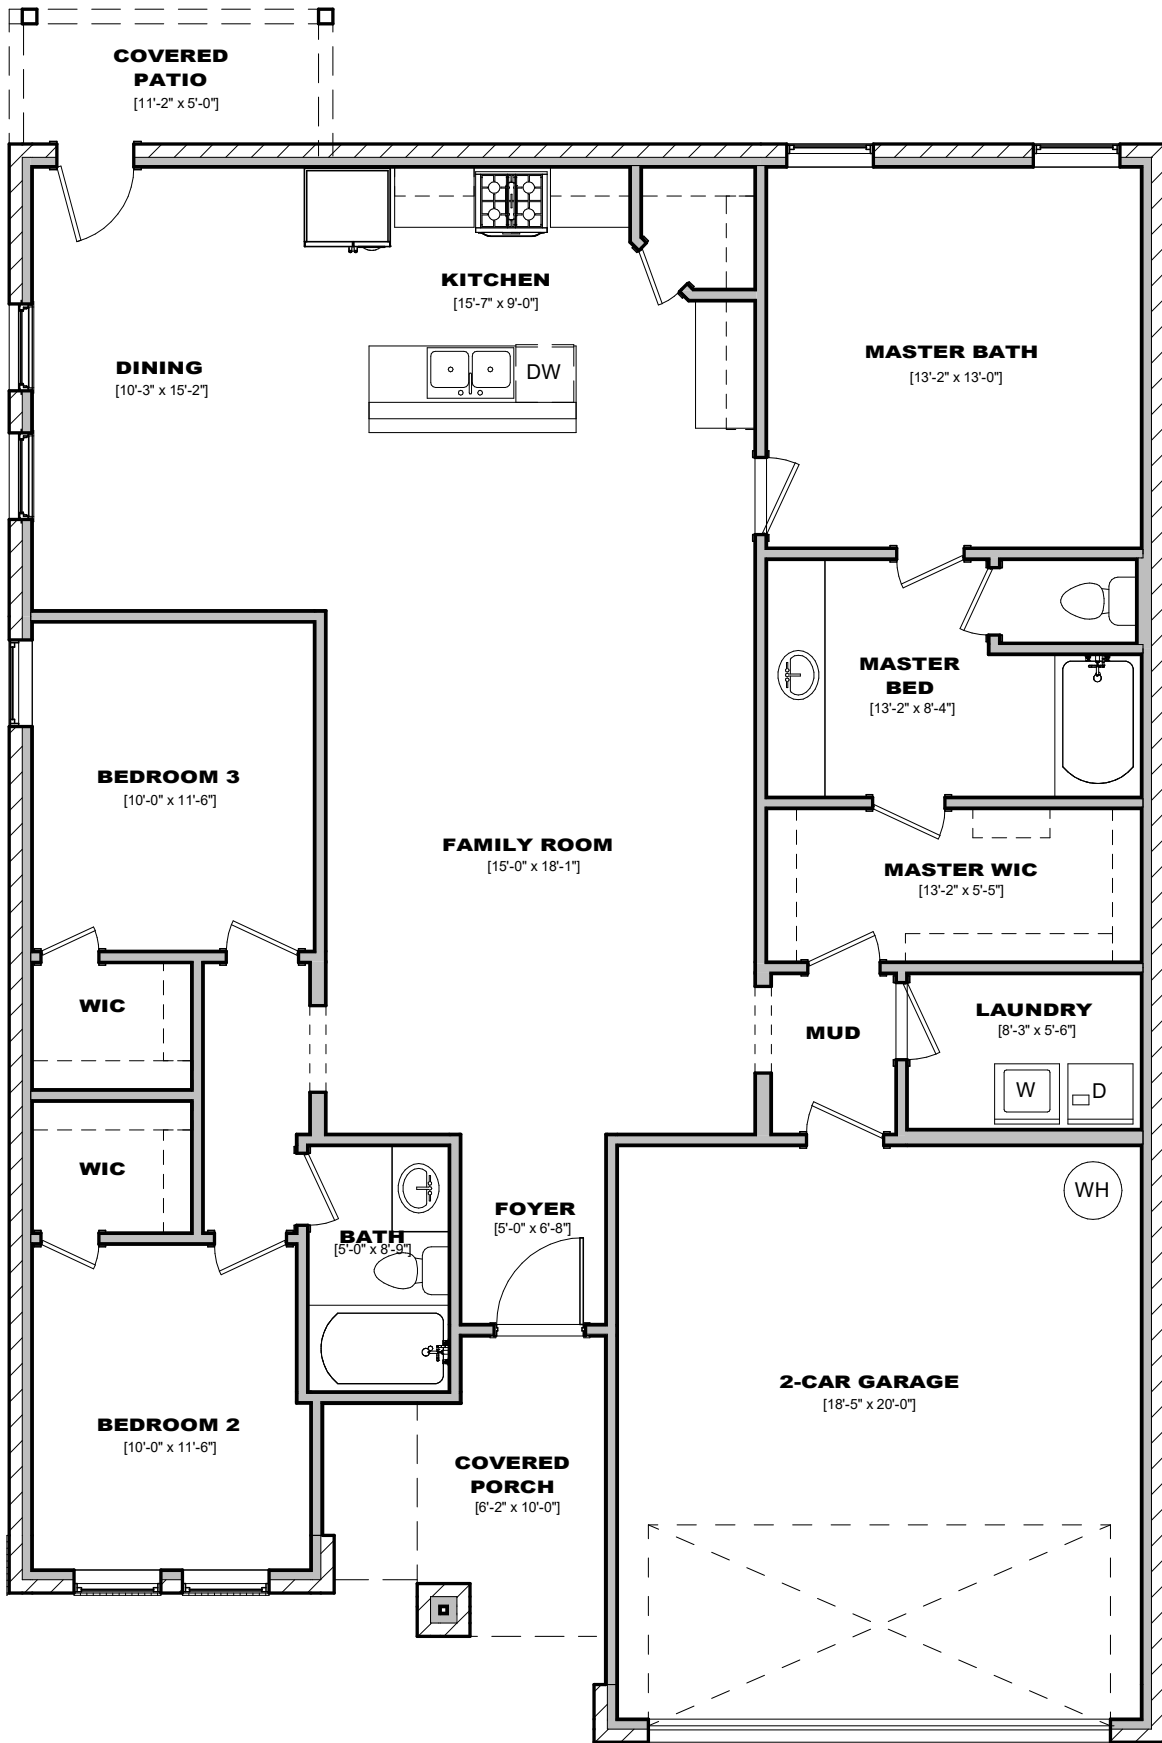 COVERED
PATIO
[11'-2" x 5'-0"]
KITCHEN
[15'-7" x 9'-0"]
DINING
[10'-3" x 15'-2"]
DW
MASTER BATH
[13'-2" x 13'-0"]
MASTER
BED
[13'-2" x 8'-4"]
BEDROOM 3
[10'-0" x 11'-6"]
FAMILY ROOM
[15'-0" x 18'-1"]
MASTER WIC
[13'-2" x 5'-5"]
WIC
MUD
LAUNDRY
[8'-3" x 5'-6"]
W
D
WIC
WH
FOYER
[5'-0" x 6'-8"]
BATH
[5'-0" x 8'-9"]
2-CAR GARAGE
[18'-5" x 20'-0"]
BEDROOM 2
[10'-0" x 11'-6"]
COVERED
PORCH
[6'-2" x 10'-0"]